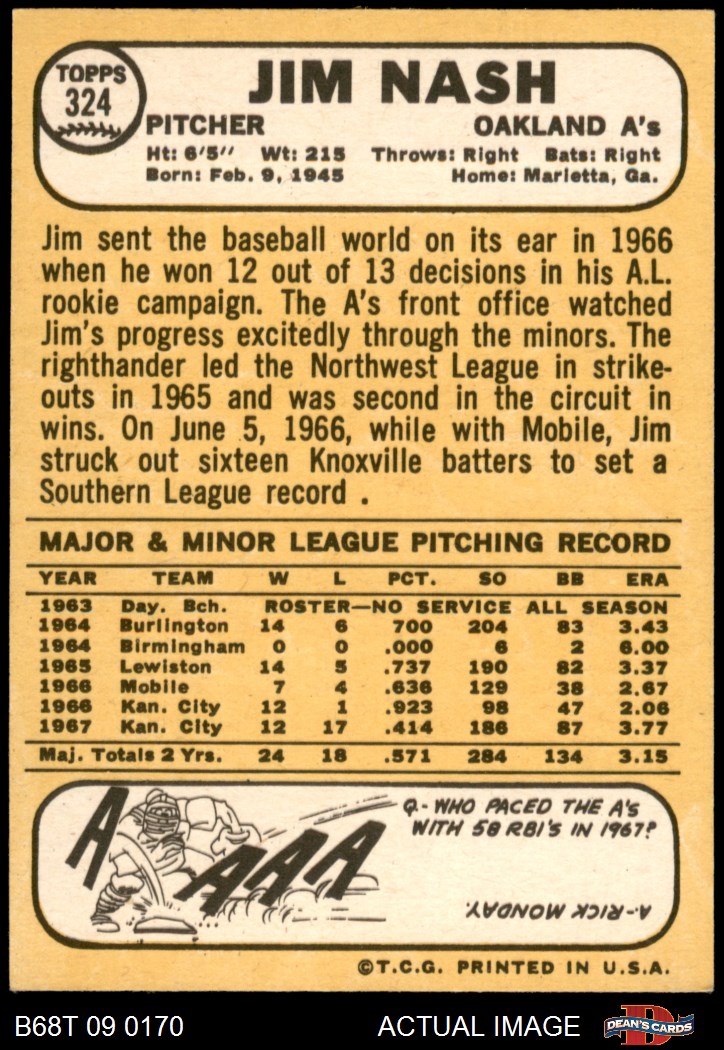 TOPPS
324
JIM NASH
PITCHER OAKLAND A's
Ht: 6'5" Wt: 215 Throws: Right Bats: Right
Born: Feb. 9, 1945 Home: Marietta, Ga.
Jim sent the baseball world on its ear in 1966
when he won 12 out of 13 decisions in his A.L.
rookie campaign. The A's front office watched
Jim's progress excitedly through the minors. The
righthander led the Northwest League in strike-
outs in 1965 and was second in the circuit in
wins. On June 5, 1966, while with Mobile, Jim
struck out sixteen Knoxville batters to set a
Southern League record .
MAJOR & MINOR LEAGUE PITCHING RECORD
YEAR TEAM W L PCT. SO BB ERA
1963 Day. Bch. ROSTER—NO SERVICE ALL SEASON
1964 Burlington 14 6 700 204 83 3.43
1964 Birmingham 0 0 .000 6 2 6.00
1965 Lewiston 14 5 .737 190 82 3.37
1966 Mobile 7 4 .636 129 38 2.67
1966 Kan. City 12 1 .923 98 47 2.06
1967 Kan. City 12 17 .414 186 87 3.77
Maj. Totals 2 Yrs. 24 18 .571 284 134 3.15
A AAA
Q-WHO PACED THE A's
WITH 58 RBI'S IN 1967?
A-RICK MONDAY.
©T.C.G. PRINTED IN U.S.A.
B68T 09 0170 ACTUAL IMAGE D DEAN'S CARDS